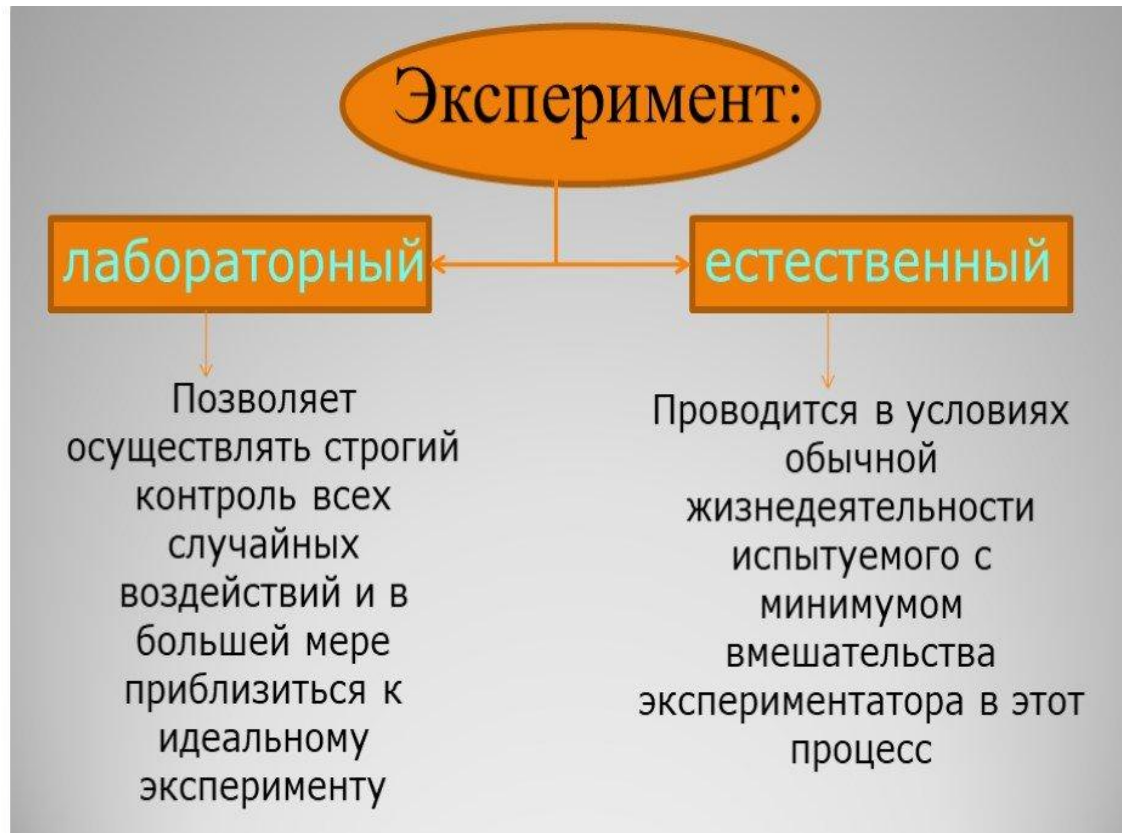 Эксперимент:
лабораторный
естественный
Позволяет
осуществлять строгий
контроль всех
случайных
воздействий и в
большей мере
приблизиться к
идеальному
эксперименту
Проводится в условиях
обычной
жизнедеятельности
испытуемого с
минимумом
вмешательства
экспериментатора в этот
процесс